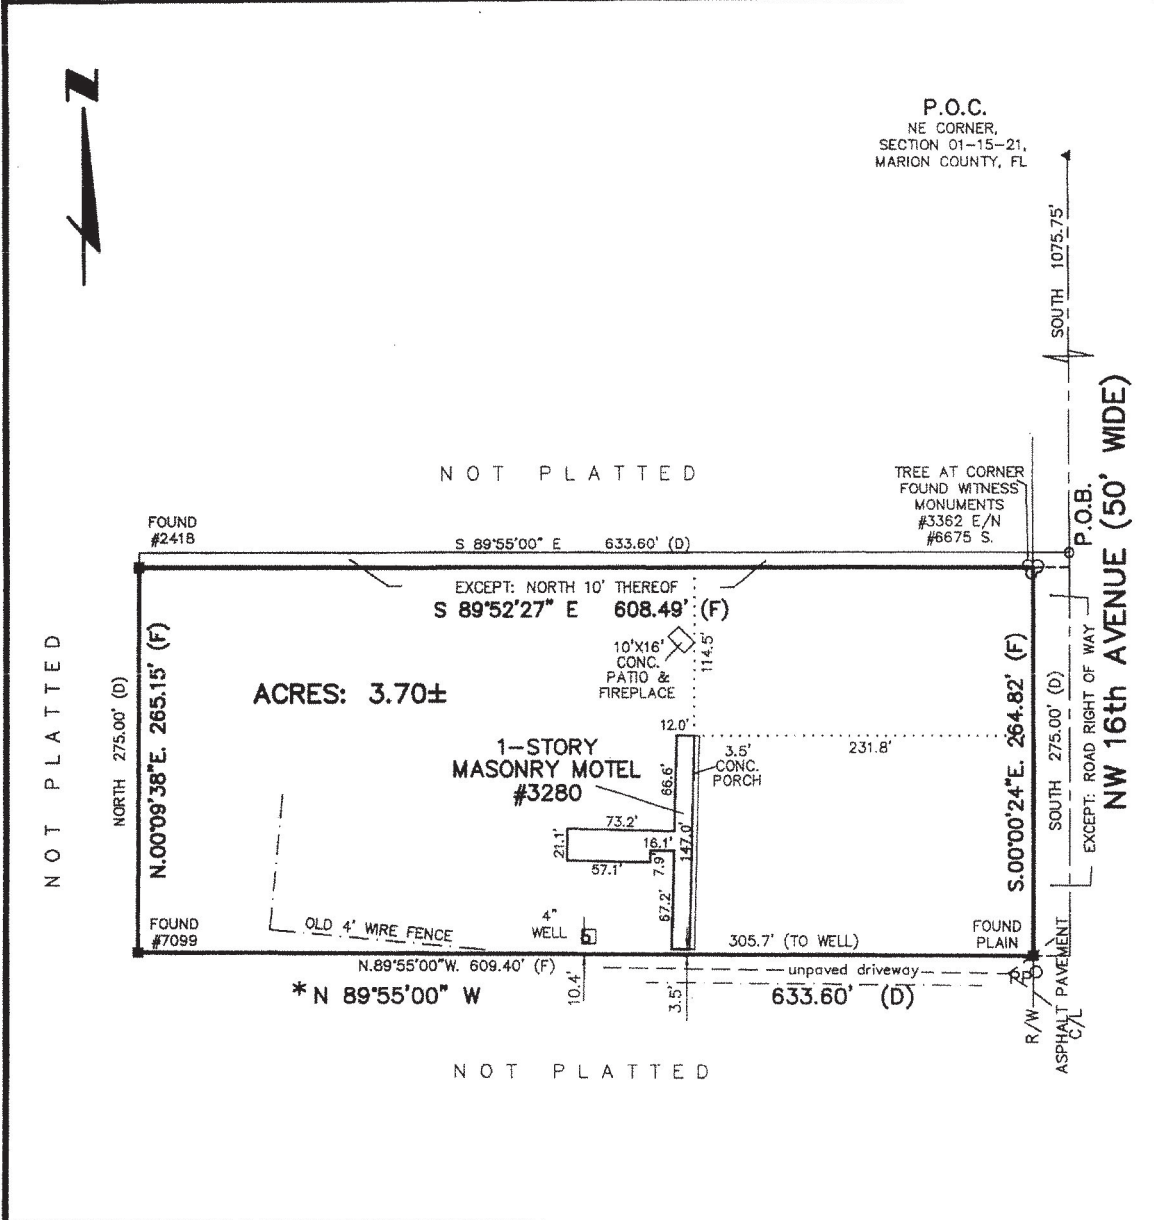 P.O.C.
NE CORNER,
SECTION 01-15-21,
MARION COUNTY, FL
SOUTH 1075.75'
NOT PLATTED
TREE AT CORNER
FOUND WITNESS
MONUMENTS
#3362 E/N
#6675 S.
P.O.B.
NW 16th AVENUE (50' WIDE)
FOUND
#2418
S 89°55'00" E 633.60' (D)
EXCEPT: NORTH 10' THEREOF
S 89°52'27" E 608.49' (F)
10'X16'
CONC.
PATIO &
FIREPLACE
114.5'
NOT PLATTED
NORTH 275.00' (D)
N.00°09'38"E. 265.15' (F)
ACRES: 3.70±
12.0'
1-STORY
MASONRY MOTEL
#3280
3.5'
CONC.
PORCH
231.8'
66.6'
73.2'
21.1'
16.1'
147.0'
57.1'
7.9'
67.2'
S.00°00'24"E. 264.82' (F)
SOUTH 275.00' (D)
EXCEPT: ROAD RIGHT OF WAY
FOUND
#7099
OLD 4' WIRE FENCE
4"
WELL
305.7' (TO WELL)
FOUND
PLAIN
N.89°55'00"W. 609.40' (F)
unpaved driveway
* N 89°55'00" W
633.60' (D)
10.4'
3.5'
R/W
ASPHALT PAVEMENT
C/L
NOT PLATTED